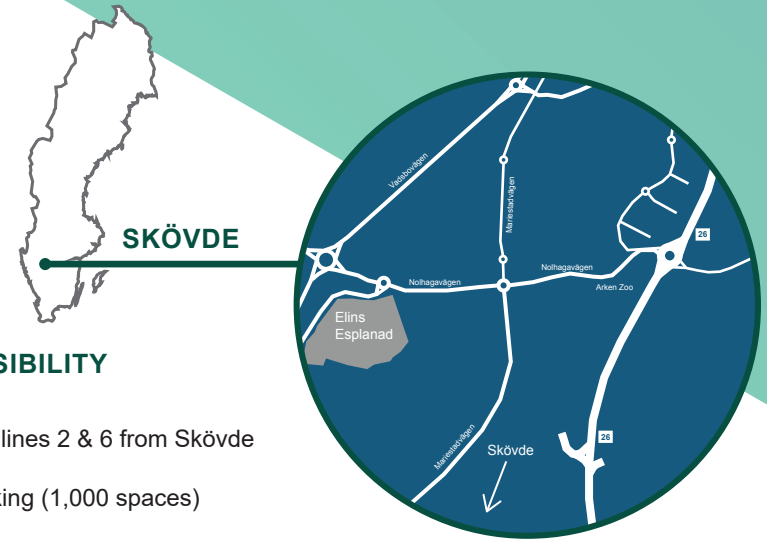 SKÖVDE
SIBILITY
lines 2 & 6 from Skövde
king (1,000 spaces)
Vadsbovägen
Mariestadvägen
26
Nolhagavägen
Nolhagavägen
Arken Zoo
Elins
Esplanad
26
Mariestadvägen
Skövde